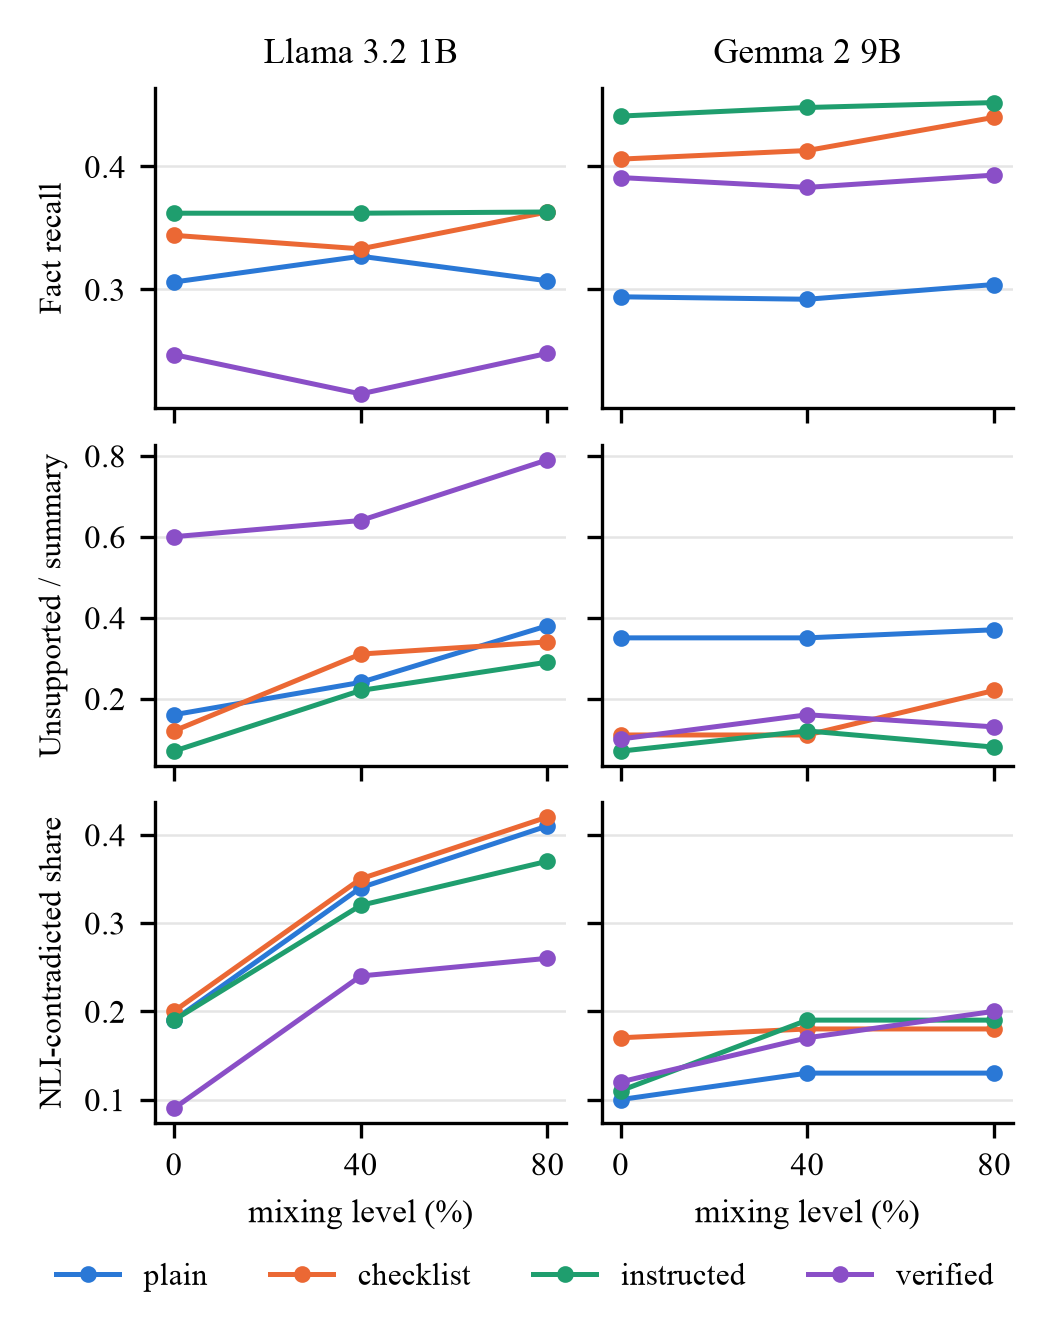 Llama 3.2 1B
Gemma 2 9B
Fact recall
0.4
0.3
Unsupported / summary
0.8
0.6
0.4
0.2
NLI-contradicted share
0.4
0.3
0.2
0.1
0 40 80
0 40 80
mixing level (%)
mixing level (%)
plain checklist instructed verified